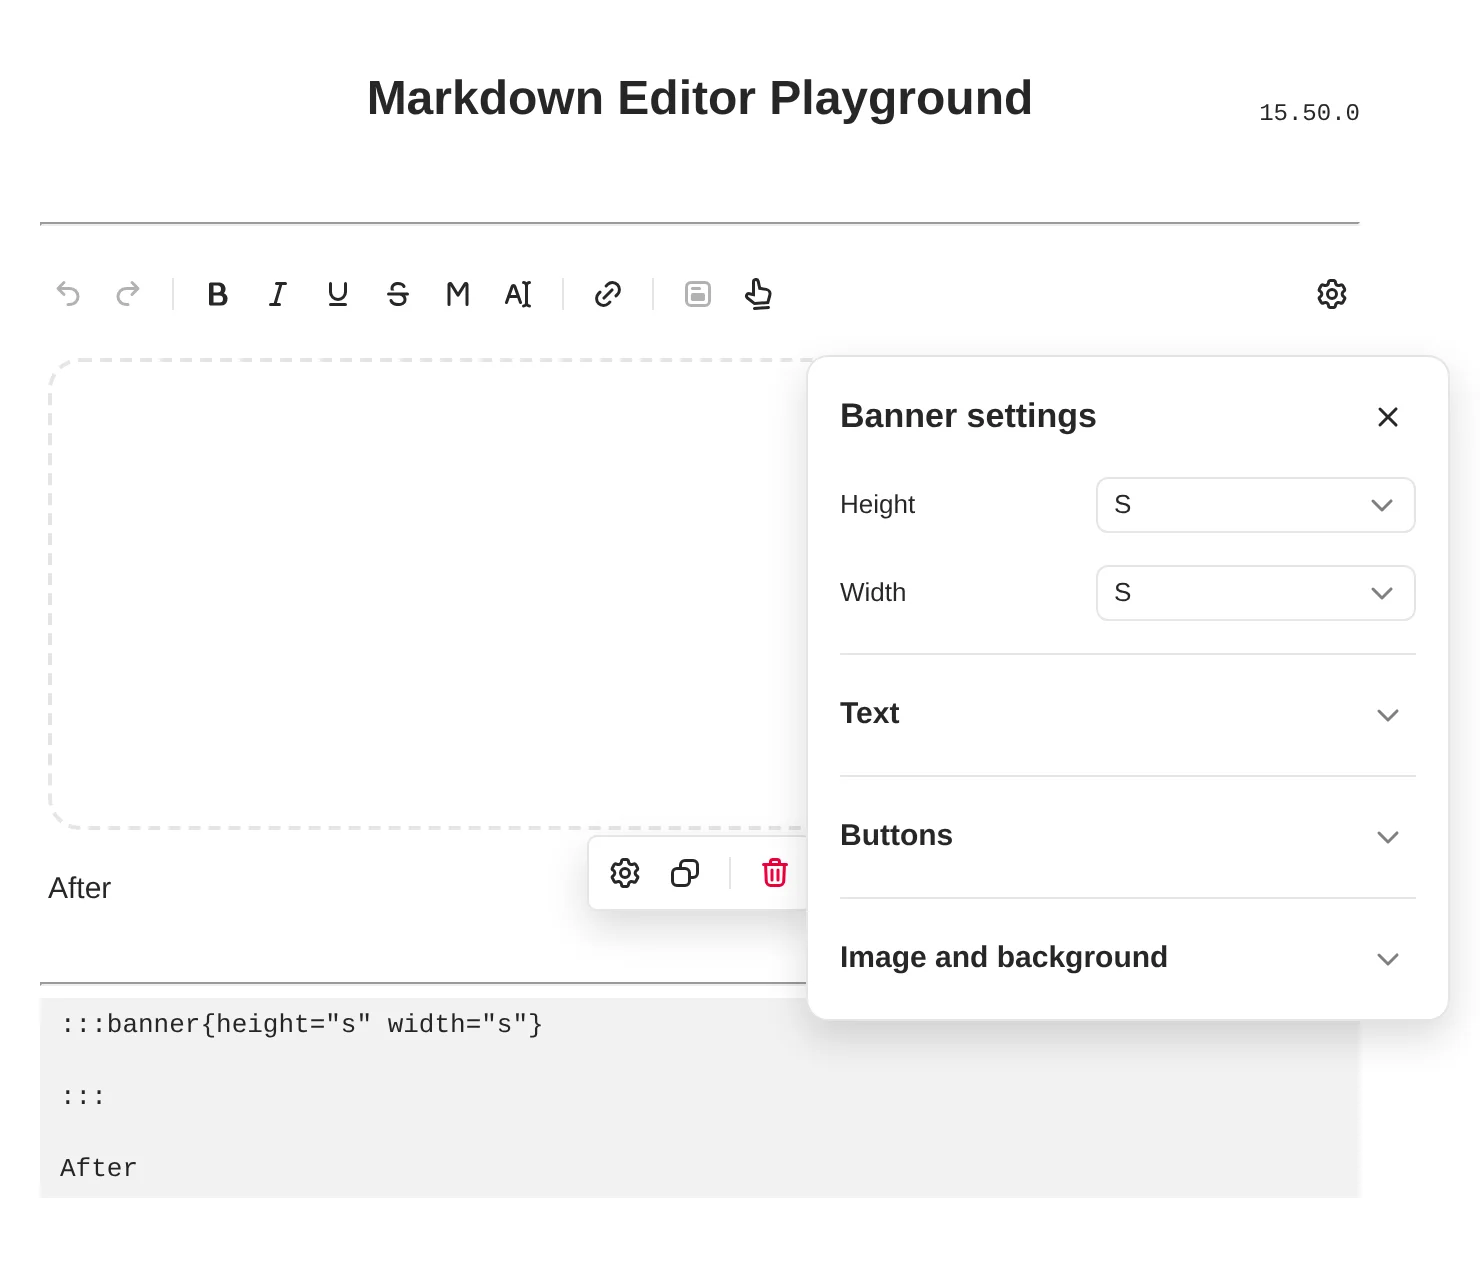 Markdown Editor Playground
15.50.0
Banner settings
Height
S
Width
S
Text
Buttons
Image and background
After
:::banner{height="s" width="s"}
:::
After